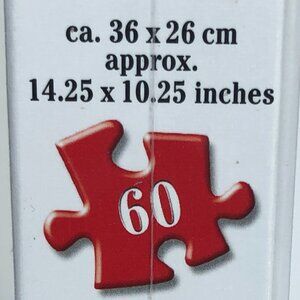 ca. 36 x 26 cm
approx.
14.25 x 10.25 inches
60